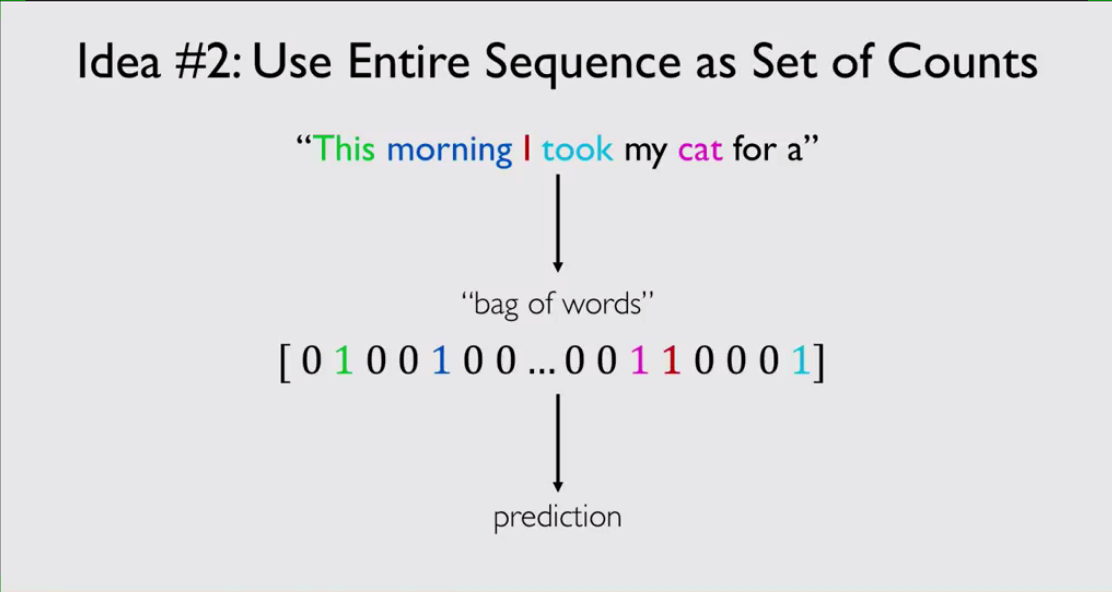 Idea #2: Use Entire Sequence as Set of Counts
“This morning I took my cat for a”
“bag of words”
[ 0 1 0 0 1 0 0 ... 0 0 1 1 0 0 0 1]
prediction